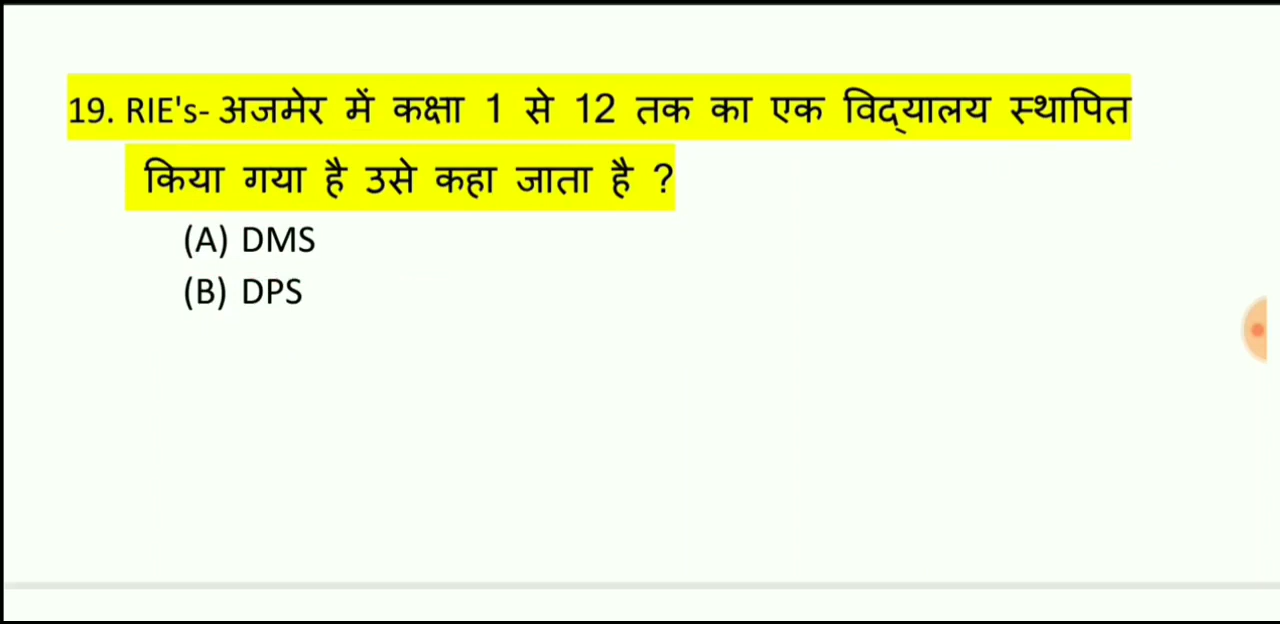 19. RIE's- अजमेर में कक्षा 1 से 12 तक का एक विद्यालय स्थापित
किया गया है उसे कहा जाता है ?
(A) DMS
(B) DPS